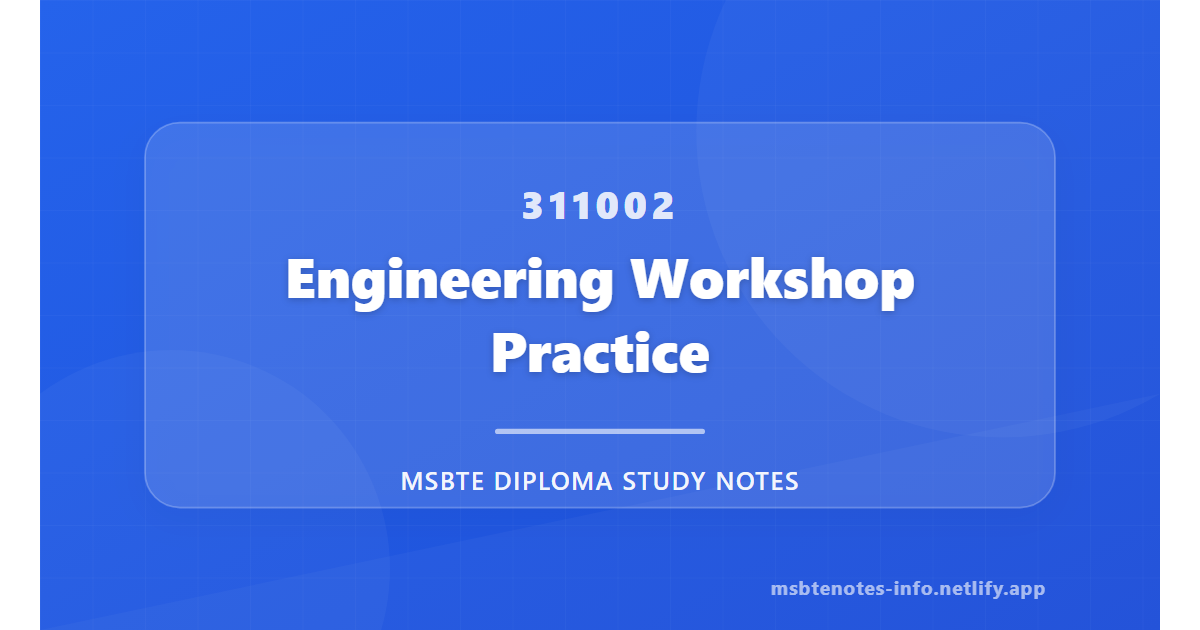 311002
Engineering Workshop
Practice
MSBTE DIPLOMA STUDY NOTES
msbtenotes-info.netlify.app